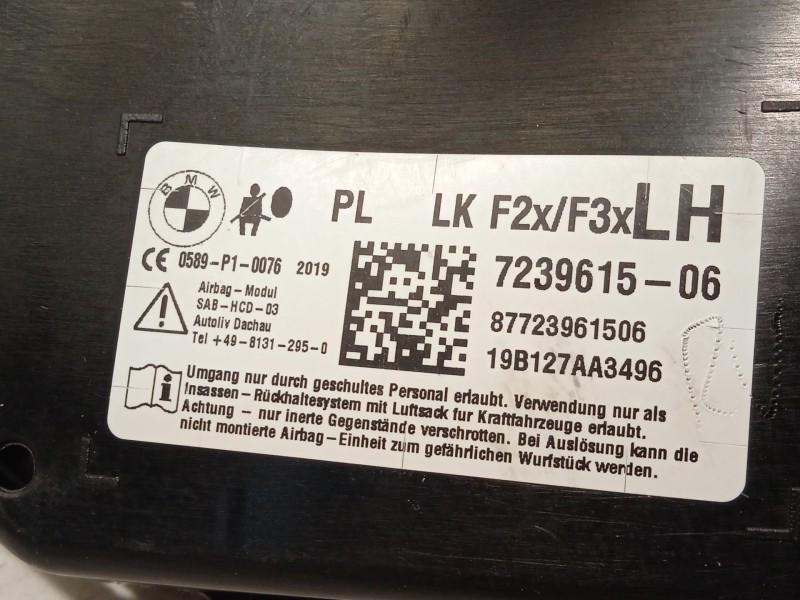 BMW
PL LK F2x/F3x LH
CE 0589-P1-0076 2019
7239615-06
Airbag-Modul
SAB-HCD-03
Autoliv Dachau
Tel +49-8131-295-0
87723961506
19B127AA3496
Umgang nur durch geschultes Personal erlaubt. Verwendung nur als
Insassen-Rückhaltesystem mit Luftsack für Kraftfahrzeuge erlaubt.
Achtung - nur inerte Gegenstände verschrotten. Bei Auslösung kann die
nicht montierte Airbag-Einheit zum gefährlichen Wurfstück werden.